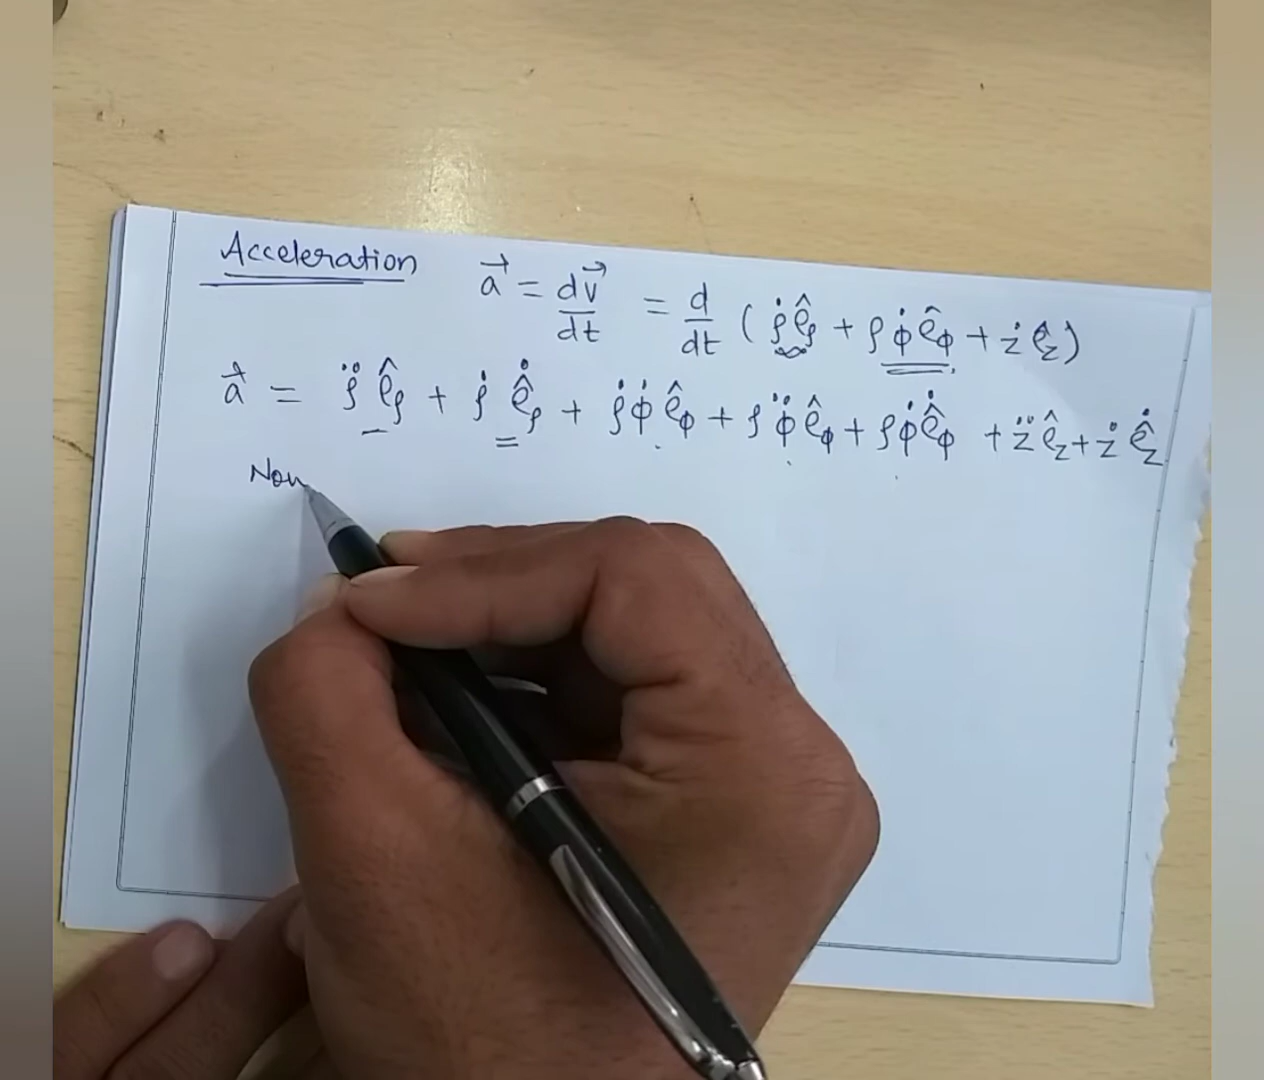 Acceleration  a⃗ = dv⃗/dt = d/dt ( ρ̇ ê_ρ + ρ ϕ̇ ê_ϕ + ż ê_z )
a⃗ = ρ̈ ê_ρ + ρ̇ ê̇_ρ + ρ̇ ϕ̇ ê_ϕ + ρ ϕ̈ ê_ϕ + ρ ϕ̇ ê̇_ϕ + z̈ ê_z + ż ê̇_z
Now